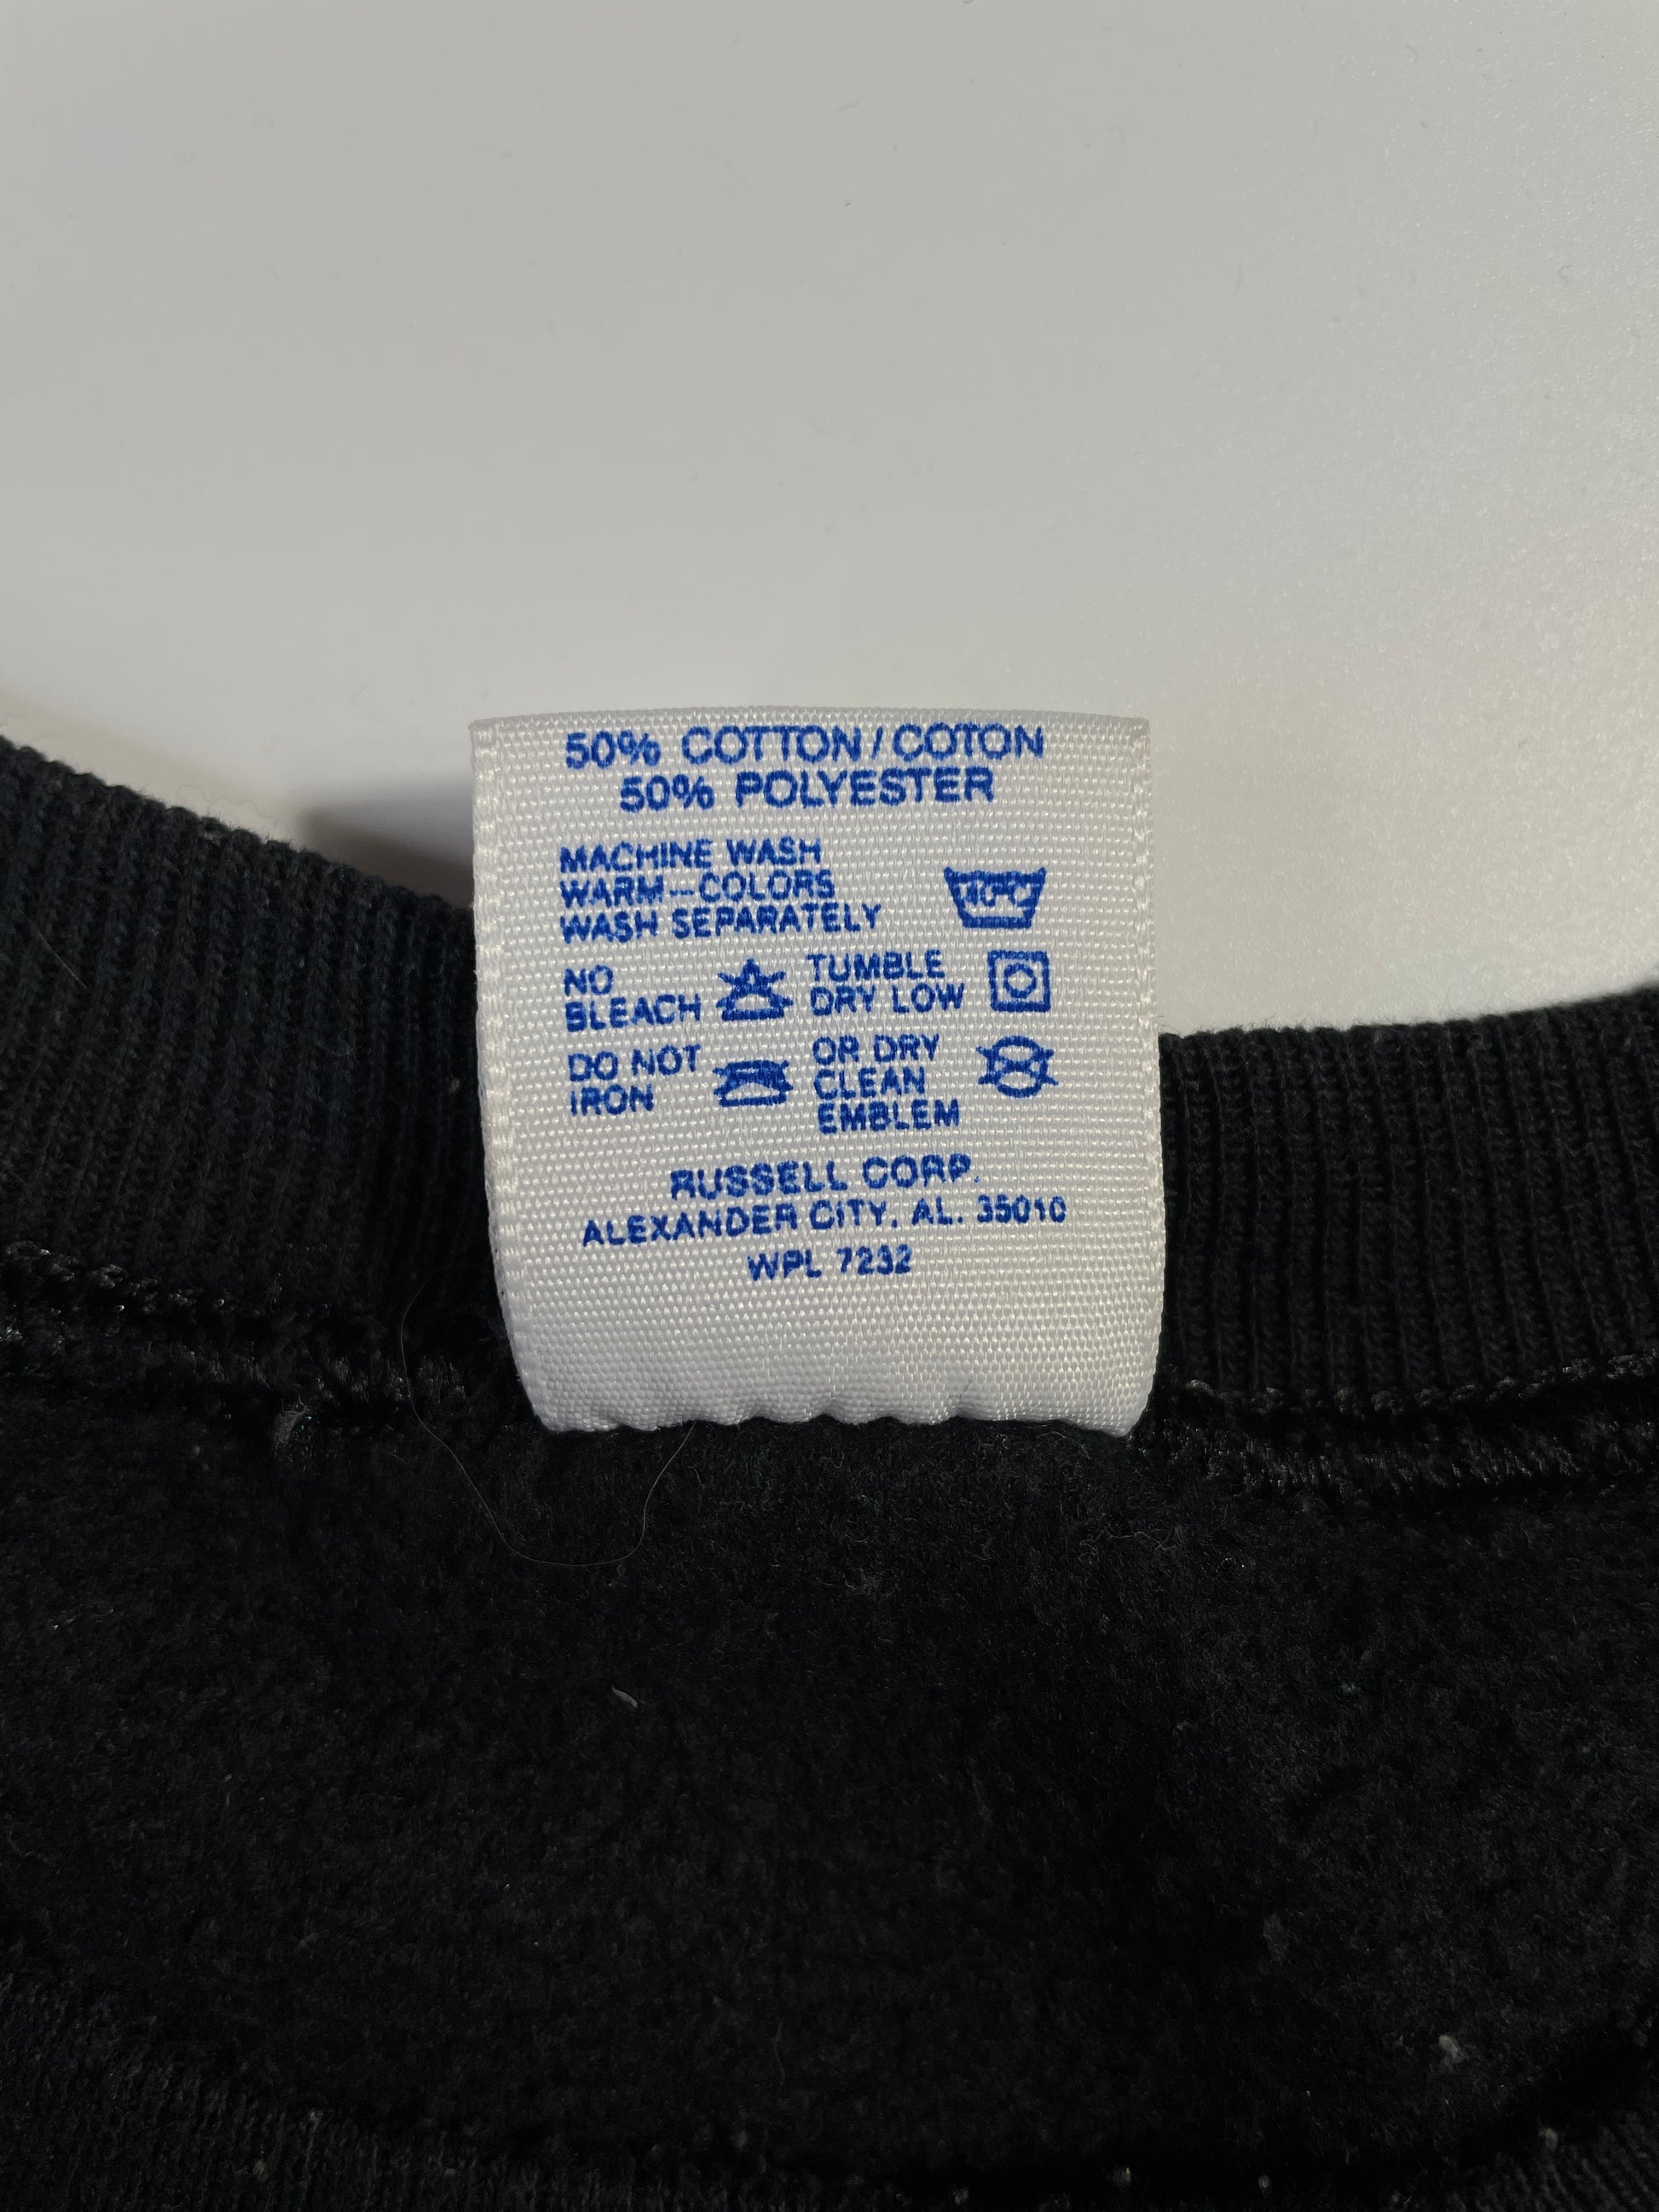 50% COTTON/COTON
50% POLYESTER
MACHINE WASH
WARM-COLORS
WASH SEPARATELY
40°C
NO
BLEACH
TUMBLE
DRY LOW
DO NOT
IRON
OR DRY
CLEAN
EMBLEM
RUSSELL CORP.
ALEXANDER CITY, AL. 35010
WPL 7232